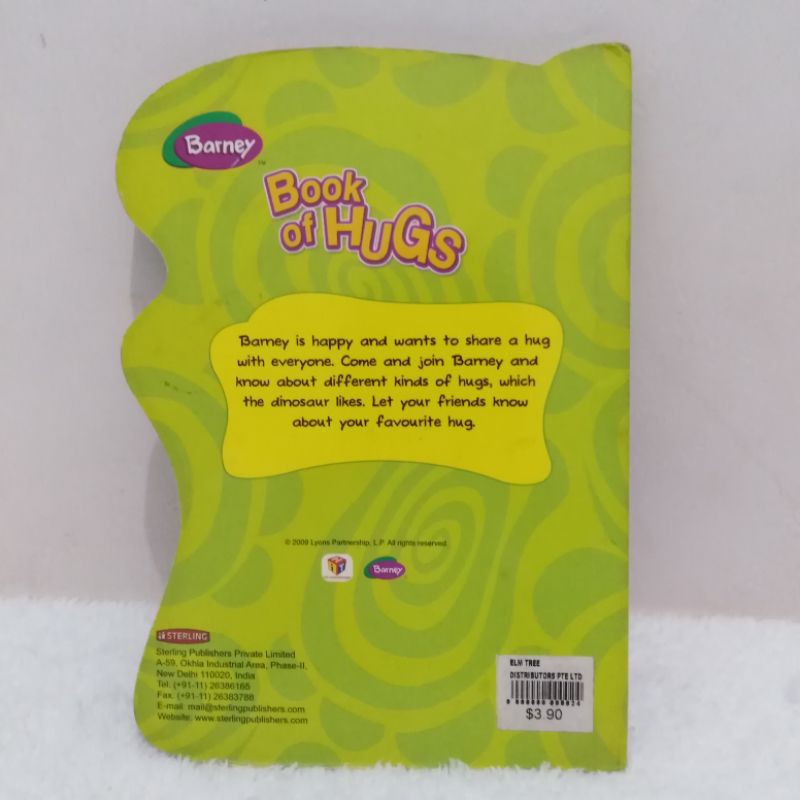 Barney™
Book
of HUGS
Barney is happy and wants to share a hug
with everyone. Come and join Barney and
know about different kinds of hugs, which
the dinosaur likes. Let your friends know
about your favourite hug.
© 2009 Lyons Partnership, L.P. All rights reserved.
Barney
STERLING
Sterling Publishers Private Limited
A-59, Okhla Industrial Area, Phase-II,
New Delhi 110020, India
Tel. (+91-11) 26386165
Fax. (+91-11) 26383788
E-mail: mail@sterlingpublishers.com
Website: www.sterlingpublishers.com
ELM TREE
DISTRIBUTORS PTE LTD
$3.90